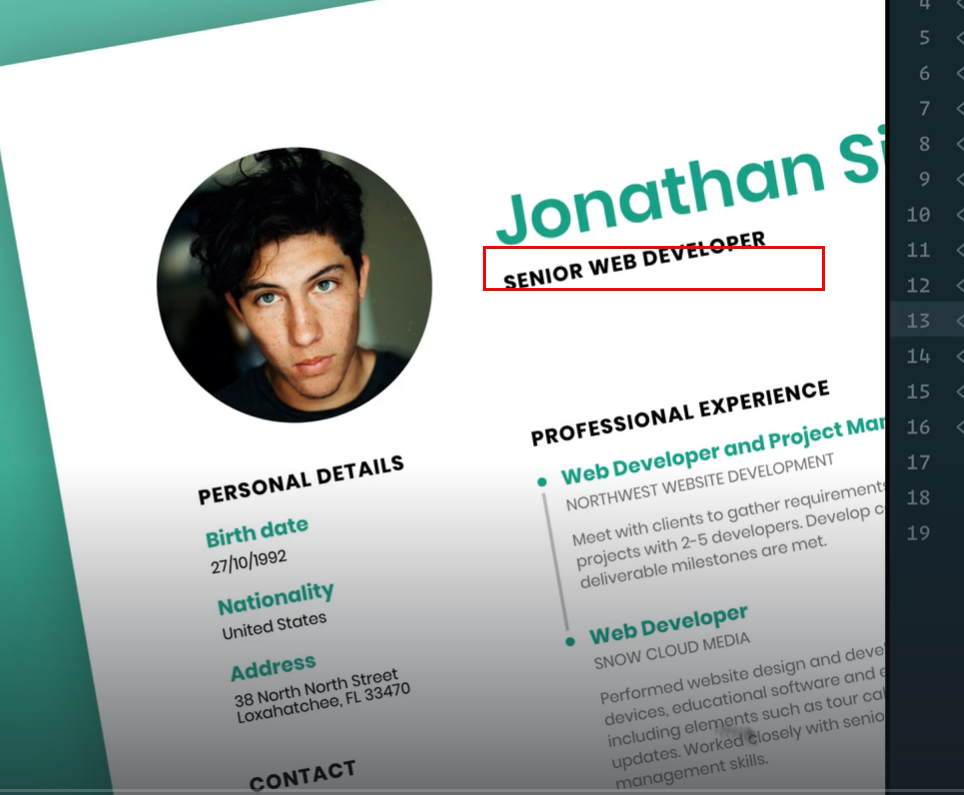 Jonathan Si
SENIOR WEB DEVELOPER
PERSONAL DETAILS
Birth date
27/10/1992
Nationality
United States
Address
38 North North Street
Loxahatchee, FL 33470
CONTACT
PROFESSIONAL EXPERIENCE
Web Developer and Project Man
NORTHWEST WEBSITE DEVELOPMENT
Meet with clients to gather requirements
projects with 2-5 developers. Develop c
deliverable milestones are met.
Web Developer
SNOW CLOUD MEDIA
Performed website design and deve
devices, educational software and e
including elements such as tour cal
updates. Worked closely with senio
management skills.
4
5
6
7
8
9
10
11
12
13
14
15
16
17
18
19